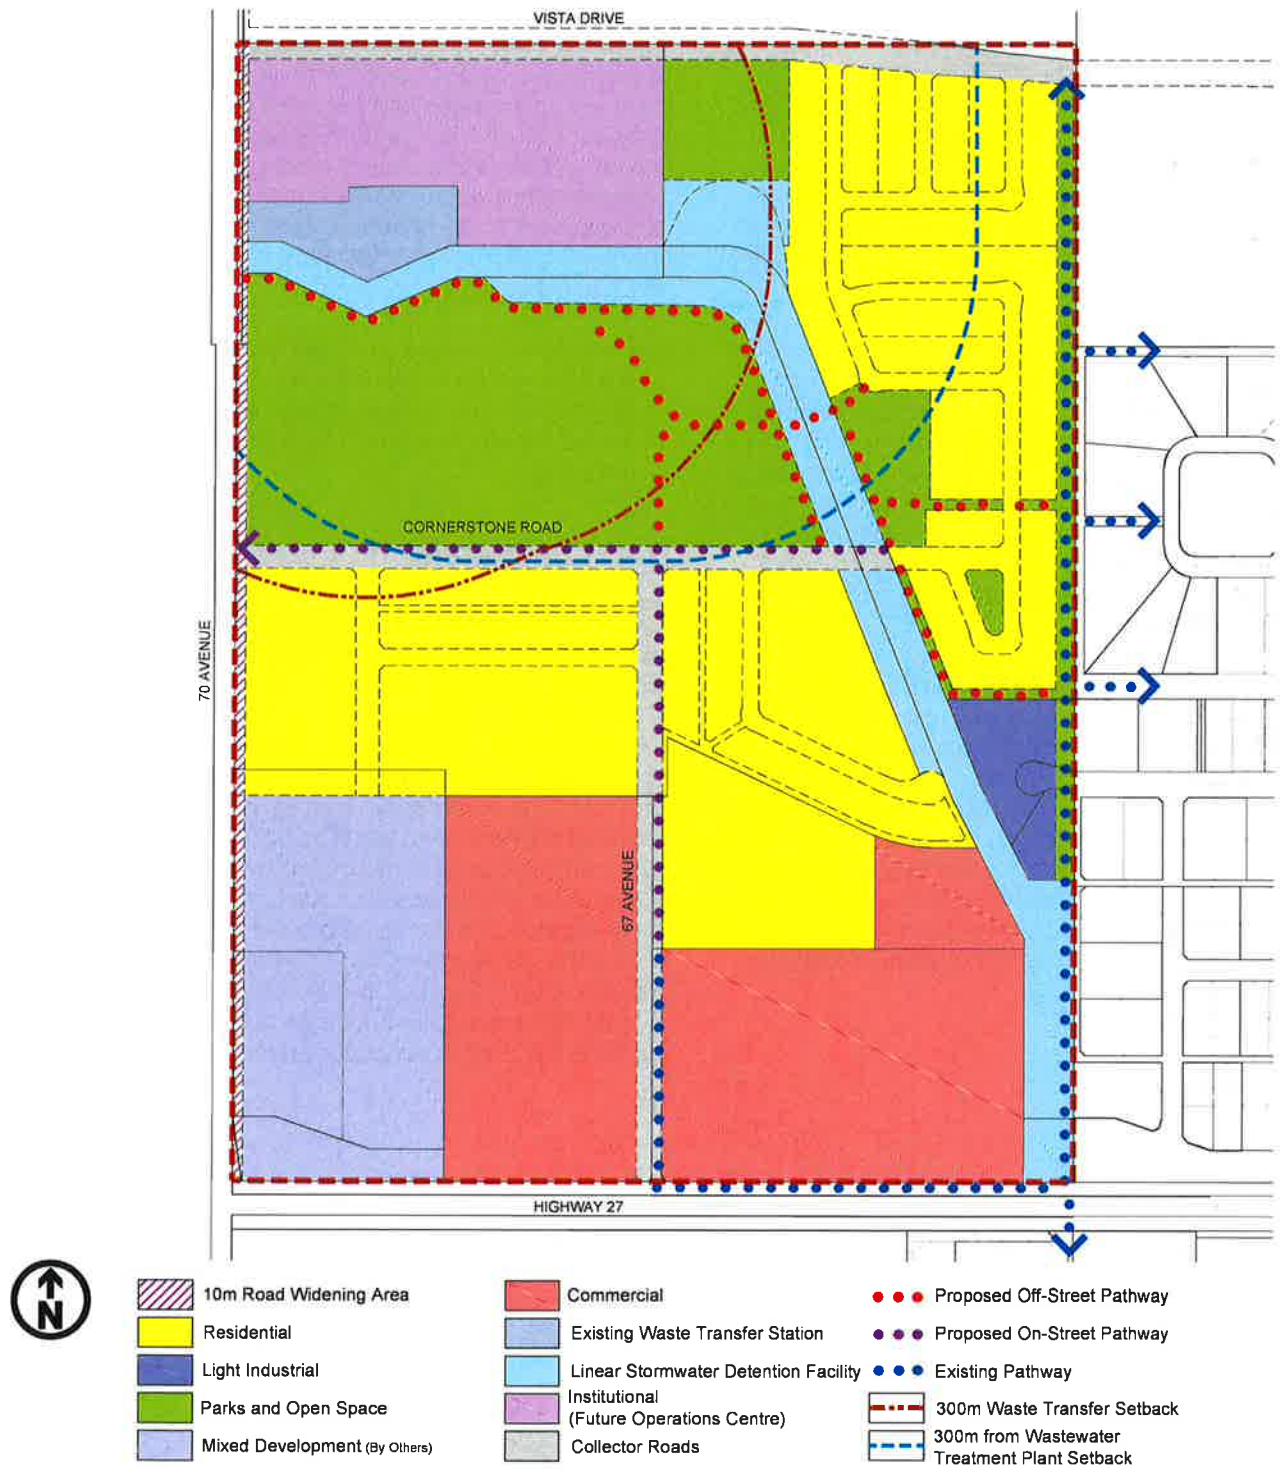 VISTA DRIVE
CORNERSTONE ROAD
70 AVENUE
67 AVENUE
HIGHWAY 27
N
10m Road Widening Area
Residential
Light Industrial
Parks and Open Space
Mixed Development (By Others)
Commercial
Existing Waste Transfer Station
Linear Stormwater Detention Facility
Institutional
(Future Operations Centre)
Collector Roads
Proposed Off-Street Pathway
Proposed On-Street Pathway
Existing Pathway
300m Waste Transfer Setback
300m from Wastewater
Treatment Plant Setback